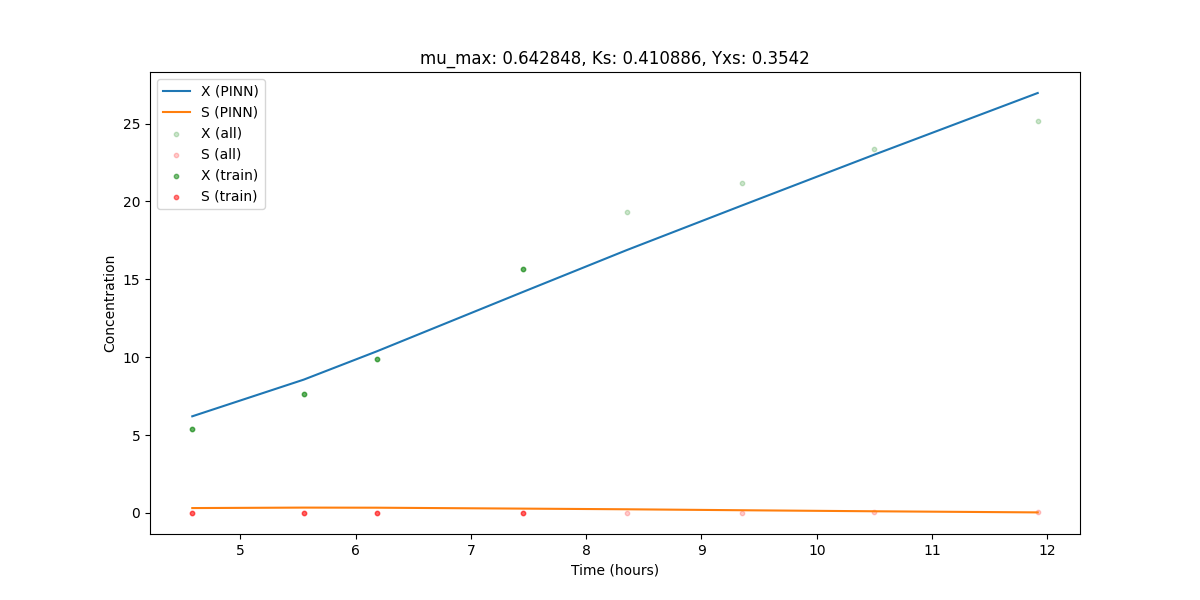 mu_max: 0.642848, Ks: 0.410886, Yxs: 0.3542
X (PINN)
S (PINN)
X (all)
S (all)
X (train)
S (train)
Concentration
25
20
15
10
5
0
5 6 7 8 9 10 11 12
Time (hours)